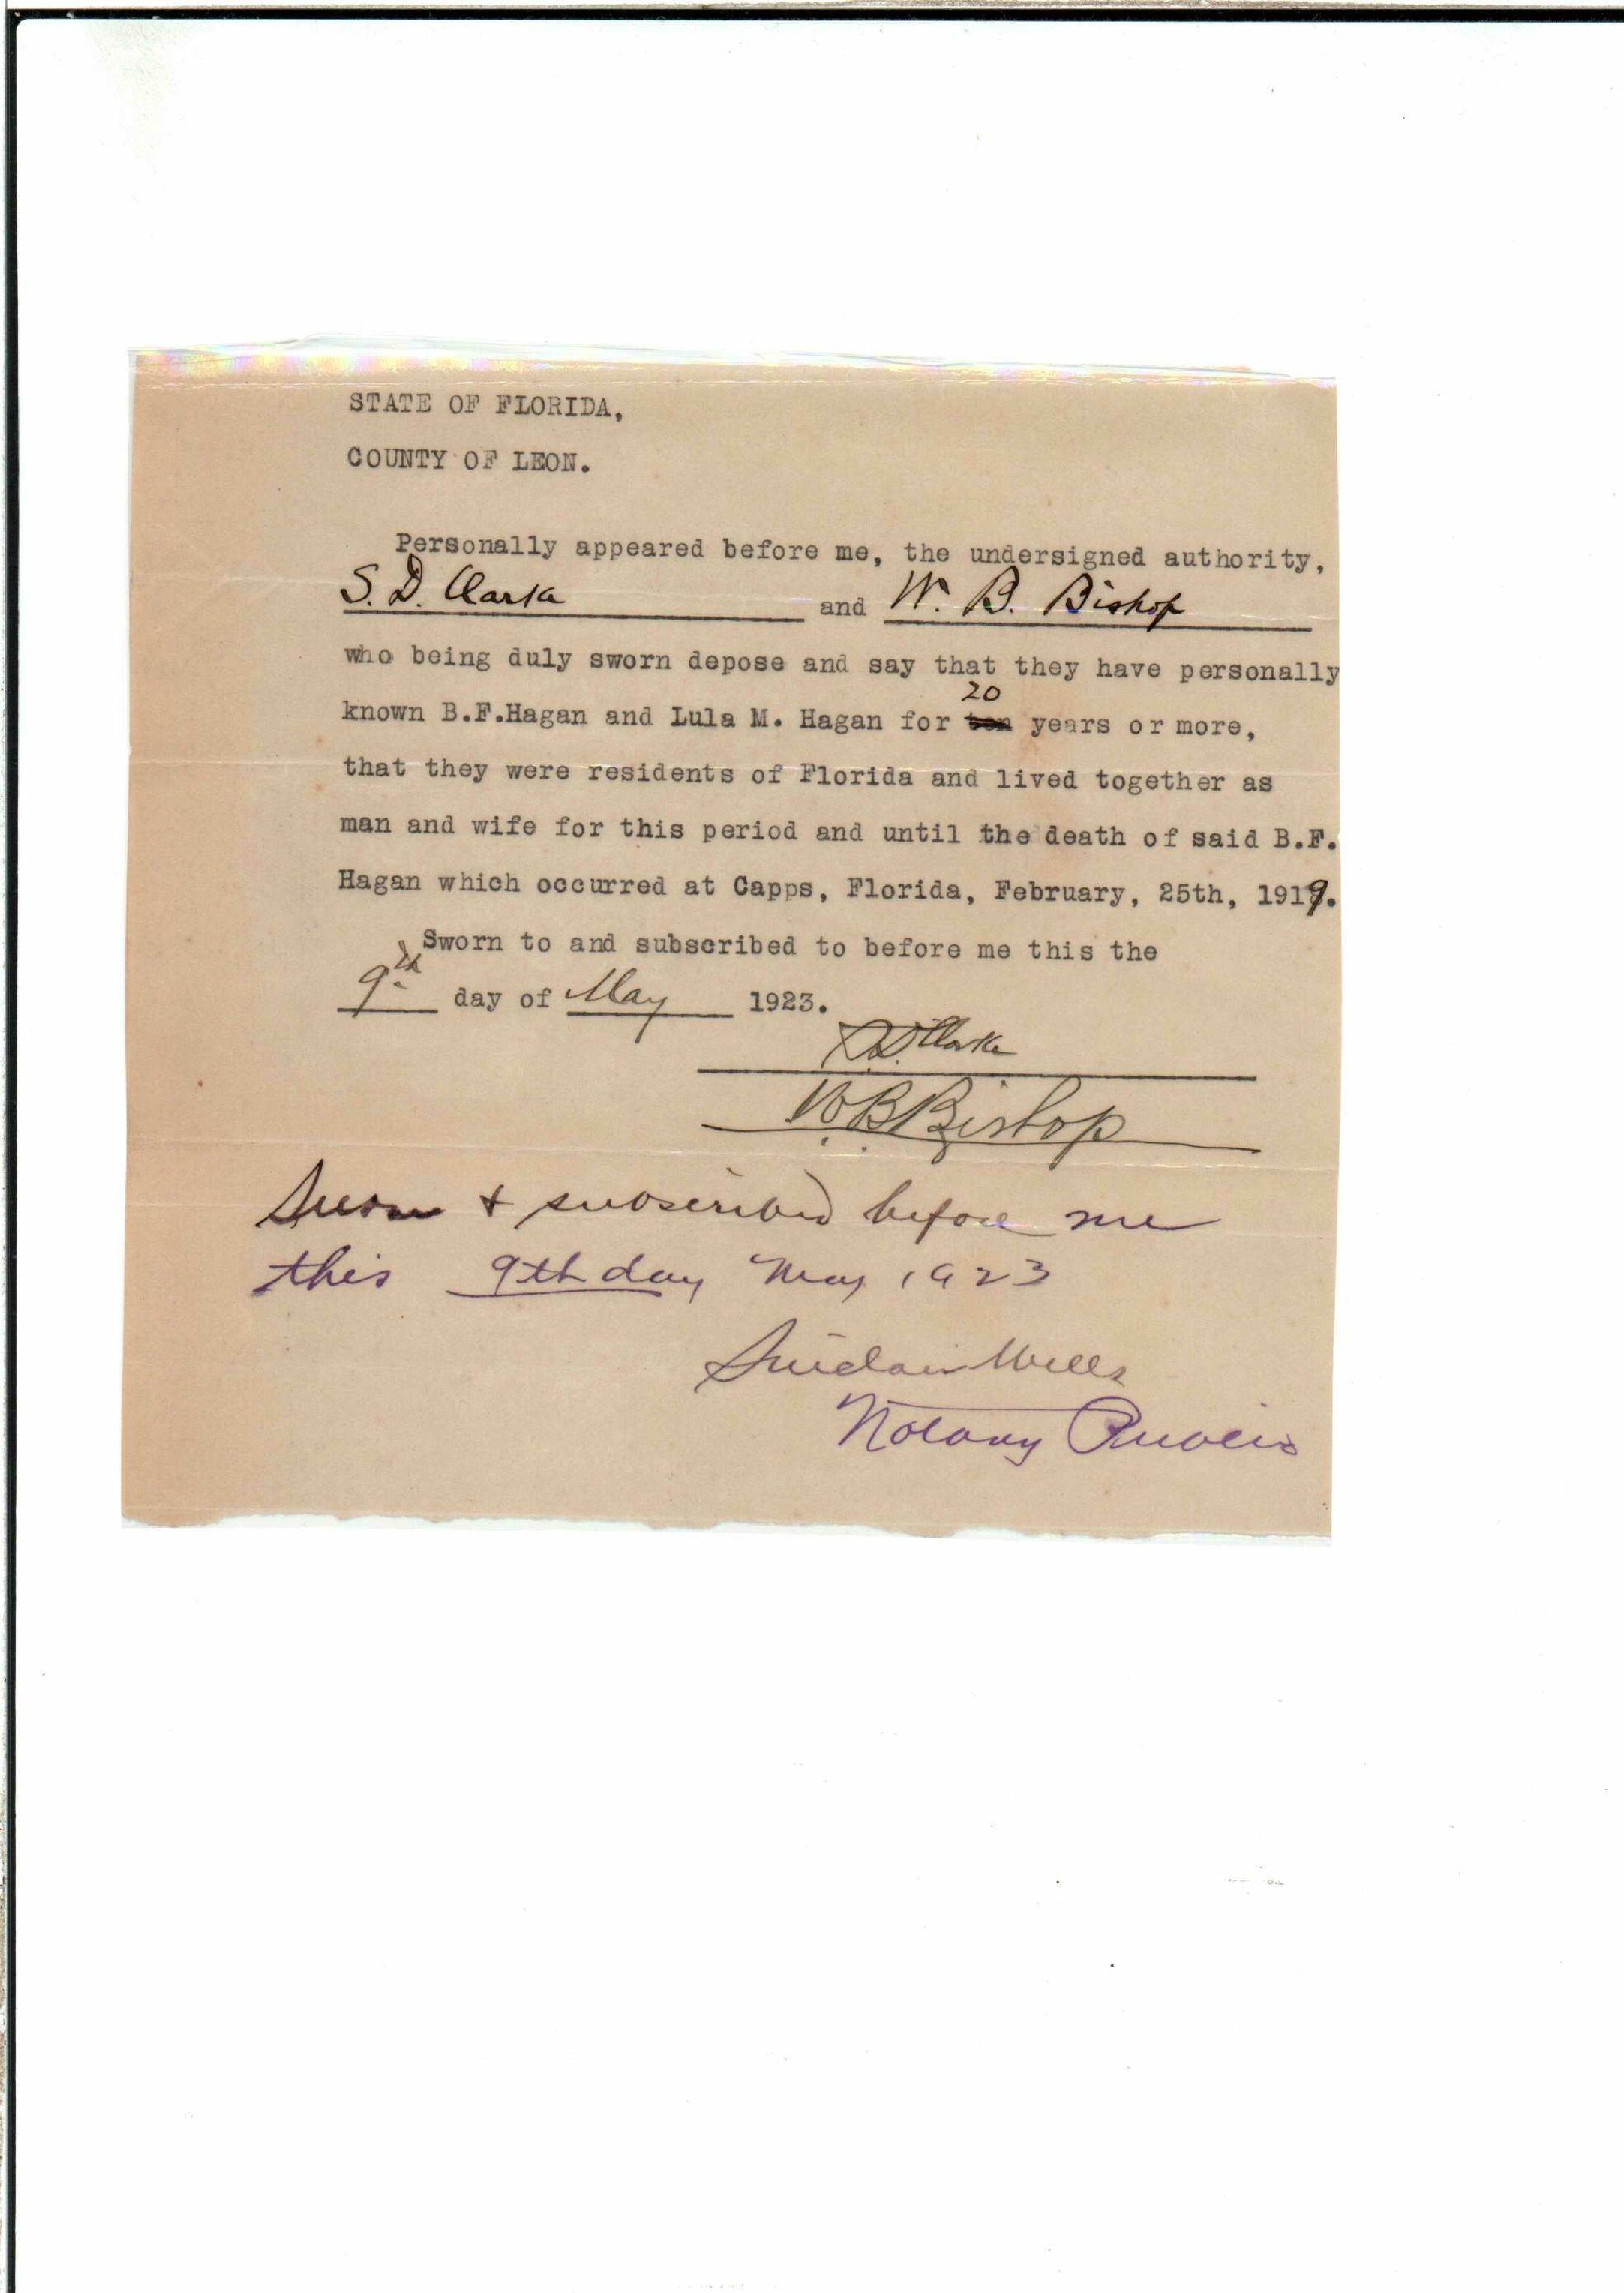 STATE OF FLORIDA,
COUNTY OF LEON.
Personally appeared before me, the undersigned authority,
S. D. Clarke and W. B. Bishop
who being duly sworn depose and say that they have personally
20
known B.F.Hagan and Lula M. Hagan for ten years or more,
that they were residents of Florida and lived together as
man and wife for this period and until the death of said B.F.
Hagan which occurred at Capps, Florida, February, 25th, 1919.
Sworn to and subscribed to before me this the
9th day of May 1923.
S D Clarke
W B Bishop
Sworn + subscribed before me
this 9th day May 1923
Sinclair Wells
Notary Public